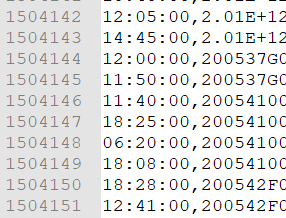 1504142 12:05:00,2.01E+12
1504143 14:45:00,2.01E+12
1504144 12:00:00,200537G0
1504145 11:50:00,200537G0
1504146 11:40:00,20054100
1504147 18:25:00,20054100
1504148 06:20:00,20054100
1504149 18:08:00,20054100
1504150 18:28:00,200542F0
1504151 12:41:00,200542F0